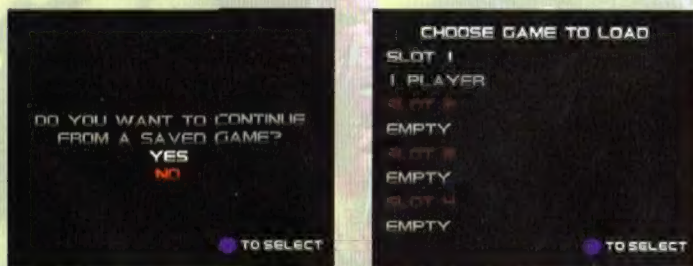 DO YOU WANT TO CONTINUE
FROM A SAVED GAME?
YES
NO
TO SELECT
CHOOSE GAME TO LOAD
SLOT 1
1 PLAYER
SLOT 2
EMPTY
SLOT 3
EMPTY
SLOT 4
EMPTY
TO SELECT